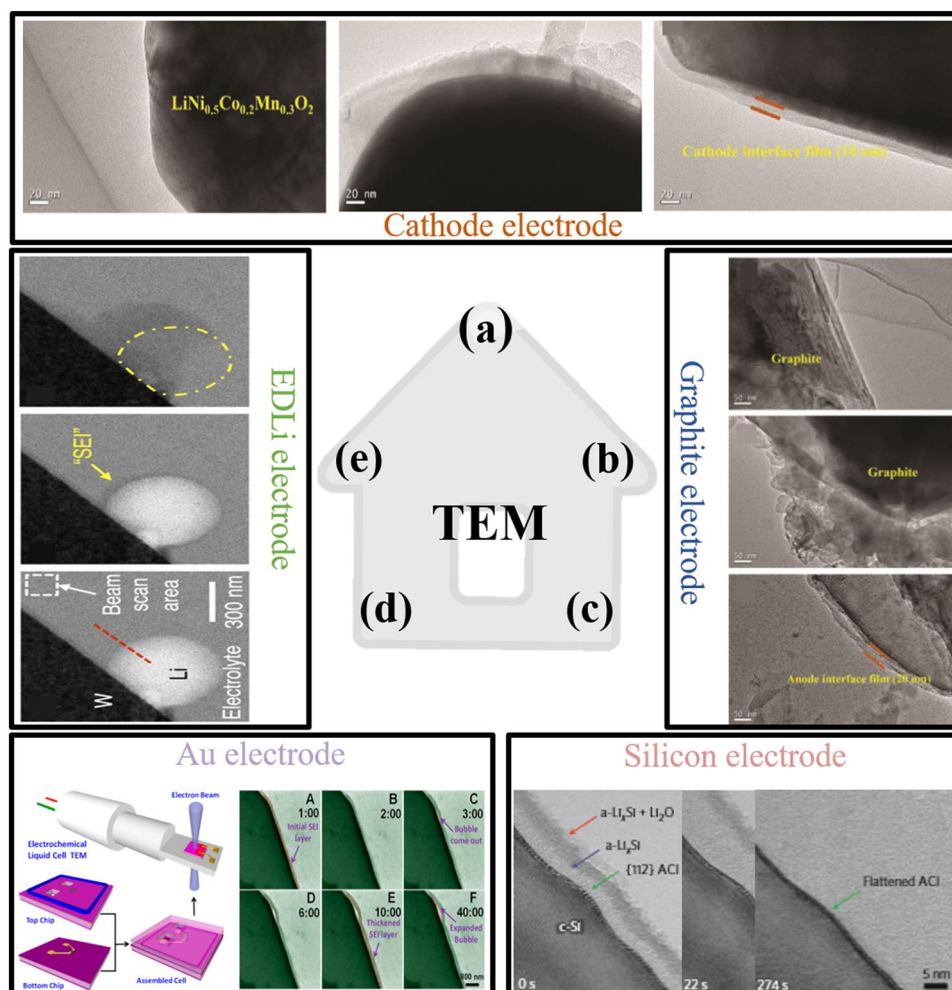 LiNi0.5Co0.2Mn0.3O2
20 nm
20 nm
Cathode interface film (10 nm)
20 nm
Cathode electrode
"SEI"
Beam
scan
area
300 nm
W
Li
Electrolyte
EDLi electrode
(a)
(e)
(b)
TEM
(d)
(c)
Graphite electrode
Graphite
50 nm
Graphite
50 nm
Anode interface film (20 nm)
50 nm
Au electrode
Electron Beam
Electrochemical
Liquid Cell TEM
Top Chip
Bottom Chip
Assembled Cell
A
1:00
Initial SEI
layer
B
2:00
C
3:00
Bubble
come out
D
6:00
E
10:00
Thickened
SEI layer
F
40:00
Expanded
Bubble
800 nm
Silicon electrode
a-LixSi + Li2O
a-LixSi
{112} ACI
c-Si
0 s
22 s
274 s
Flattened ACI
5 nm